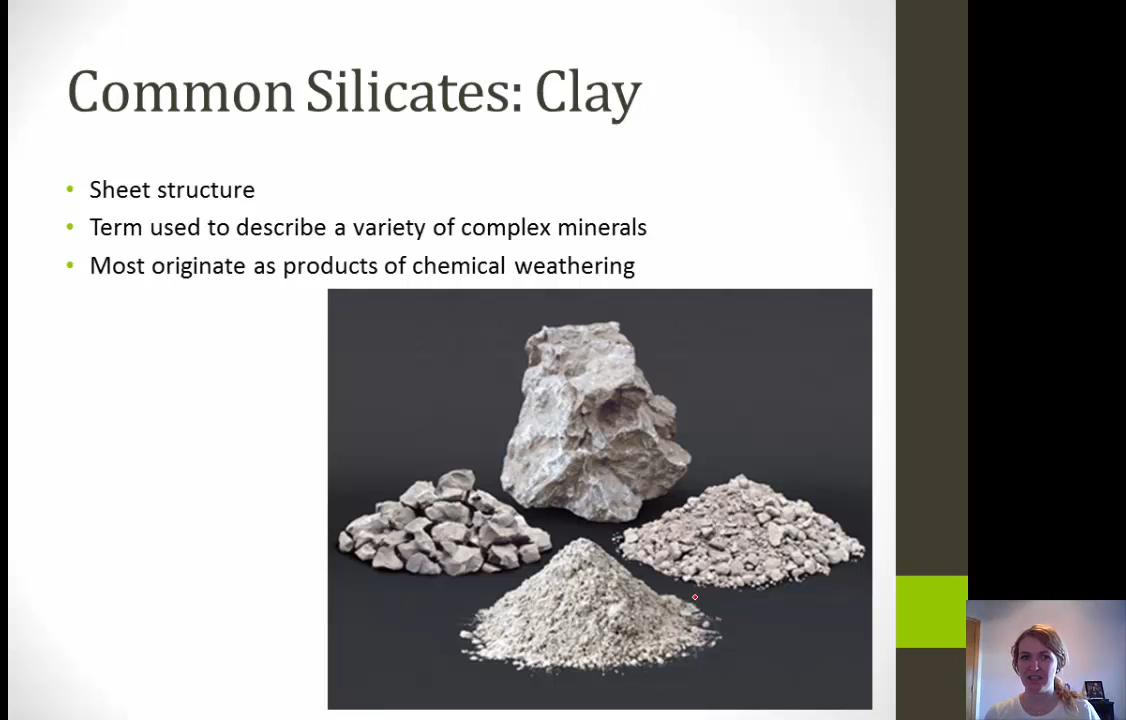 Common Silicates: Clay
• Sheet structure
• Term used to describe a variety of complex minerals
• Most originate as products of chemical weathering